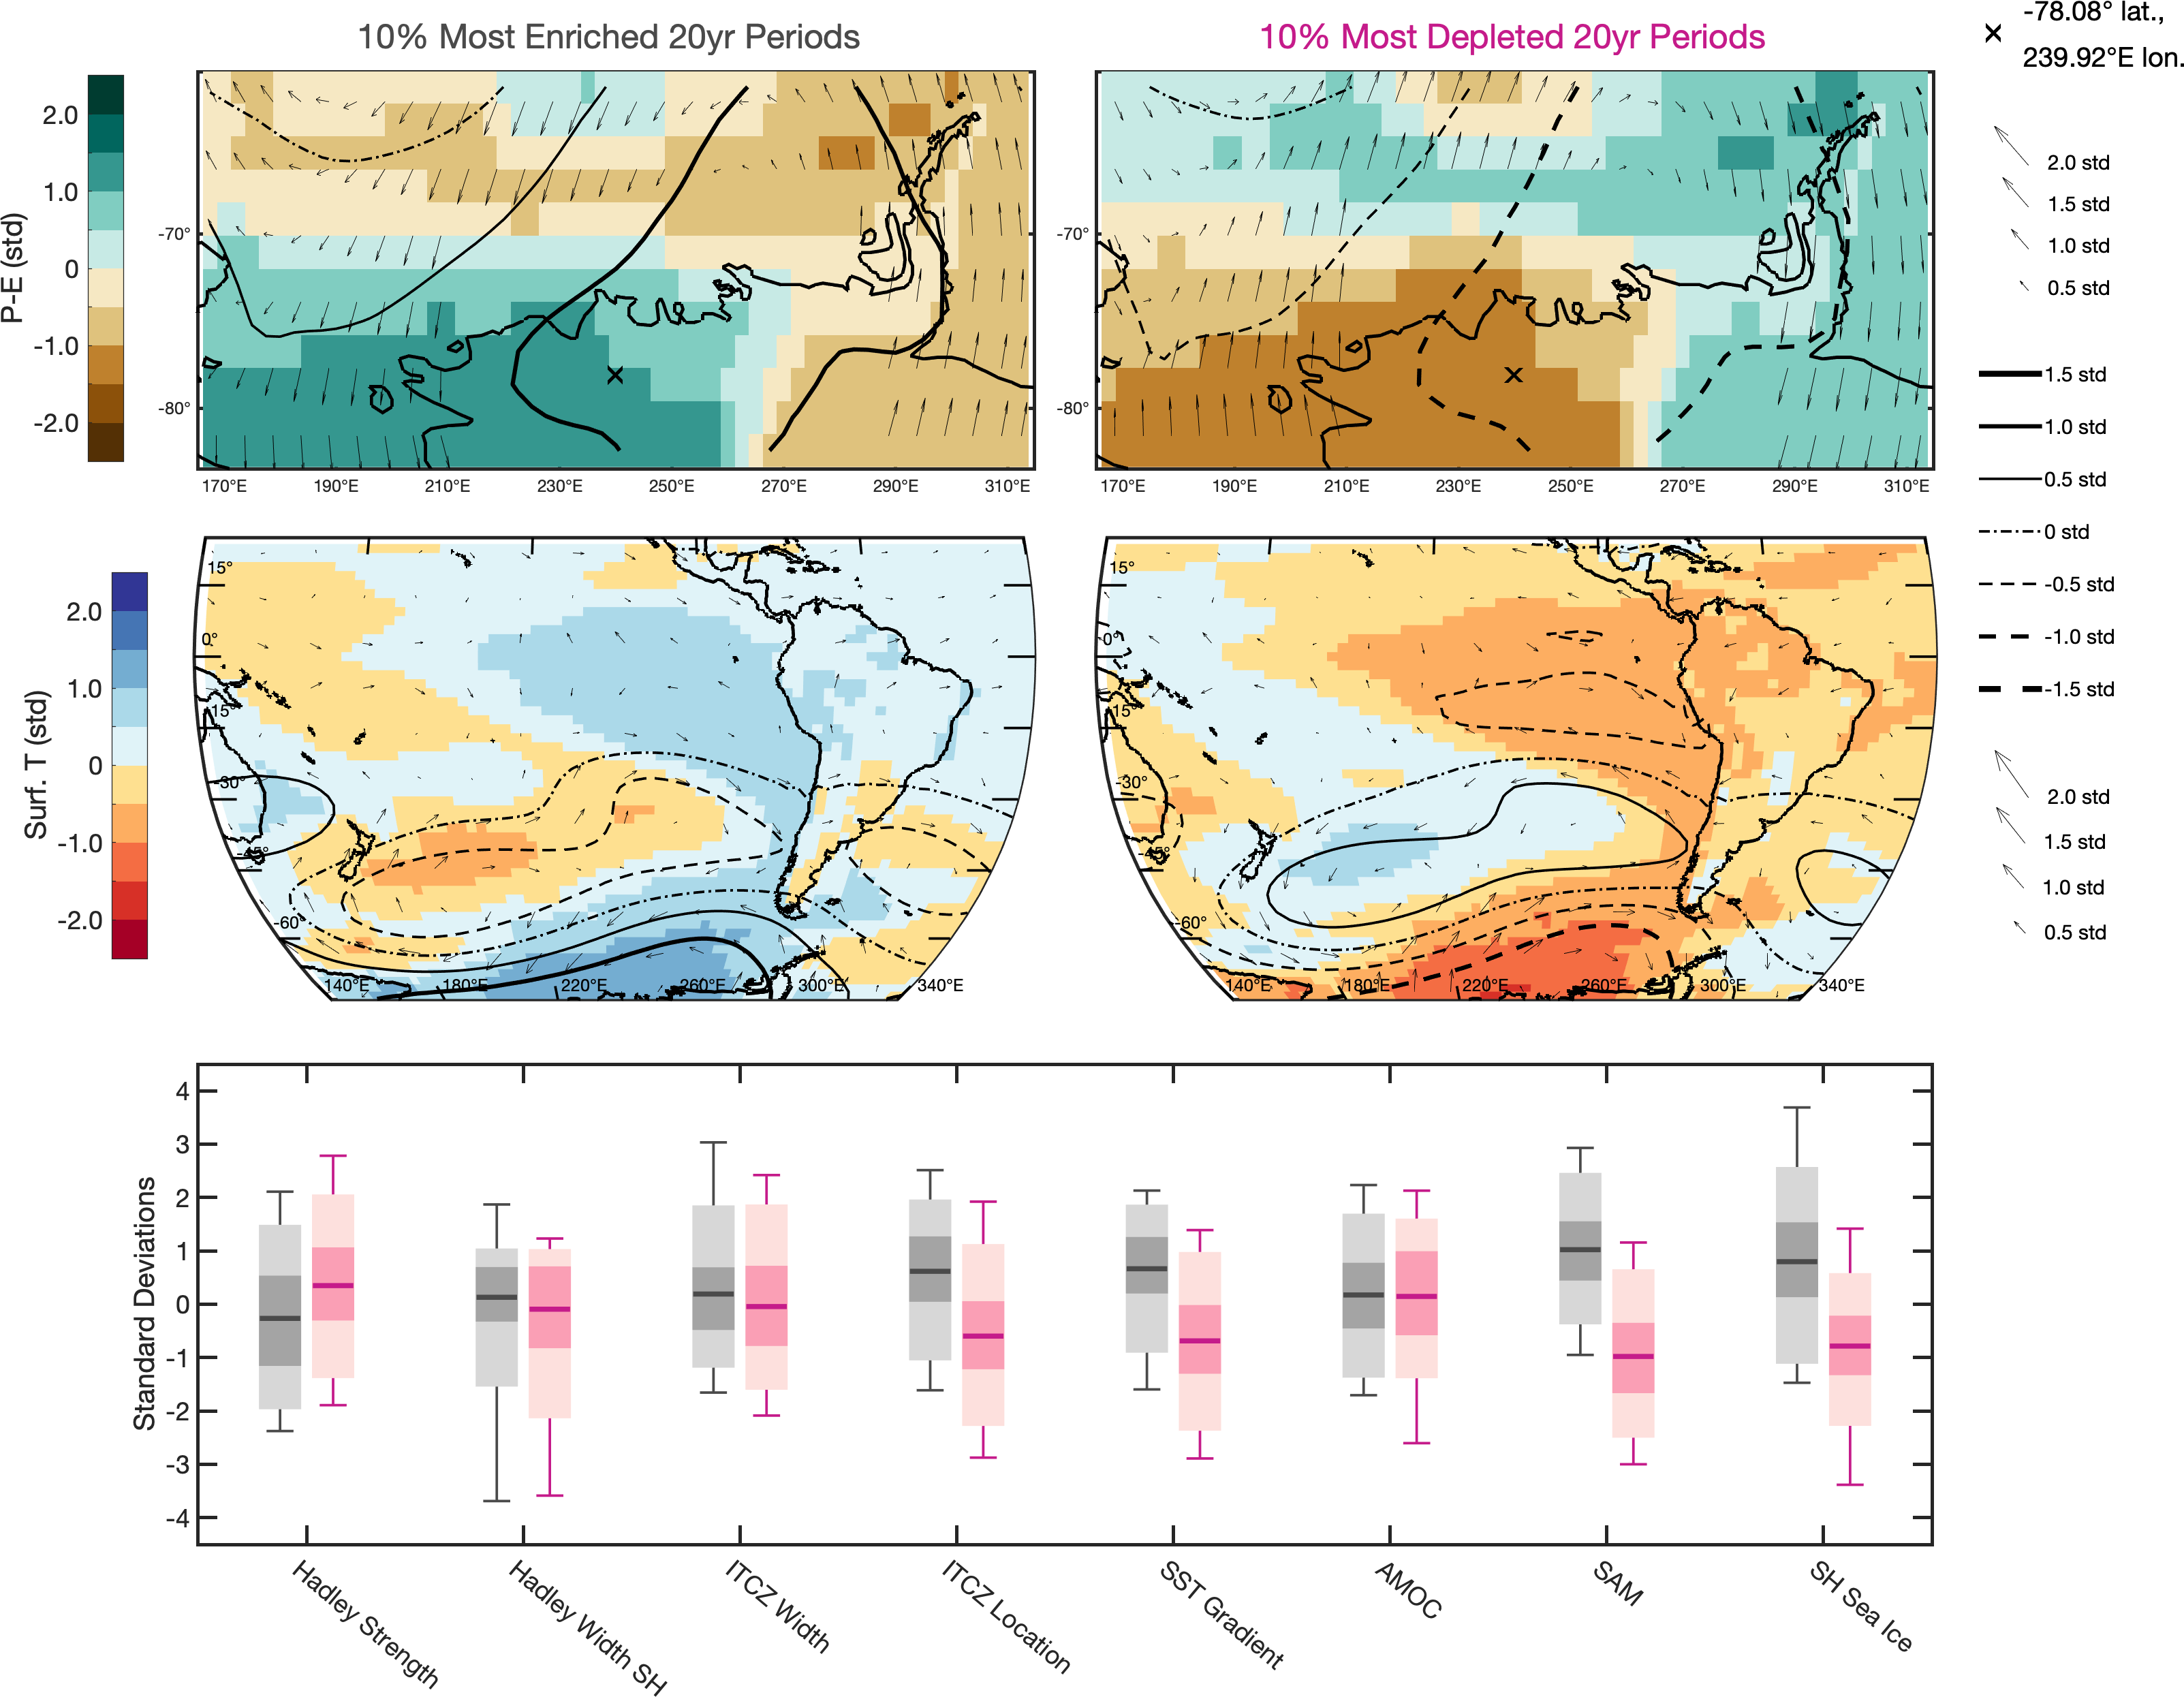 10% Most Enriched 20yr Periods
10% Most Depleted 20yr Periods
-78.08° lat.,
239.92°E lon.
P-E (std)
2.0
1.0
0
-1.0
-2.0
-70°
-80°
170°E 190°E 210°E 230°E 250°E 270°E 290°E 310°E
-70°
-80°
170°E 190°E 210°E 230°E 250°E 270°E 290°E 310°E
2.0 std
1.5 std
1.0 std
0.5 std
1.5 std
1.0 std
0.5 std
0 std
-0.5 std
-1.0 std
-1.5 std
2.0 std
1.5 std
1.0 std
0.5 std
Surf. T (std)
2.0
1.0
0
-1.0
-2.0
15°
0°
-15°
-30°
-45°
-60°
140°E 180°E 220°E 260°E 300°E 340°E
15°
0°
-15°
-30°
-45°
-60°
140°E 180°E 220°E 260°E 300°E 340°E
Standard Deviations
4
3
2
1
0
-1
-2
-3
-4
Hadley Strength
Hadley Width SH
ITCZ Width
ITCZ Location
SST Gradient
AMOC
SAM
SH Sea Ice